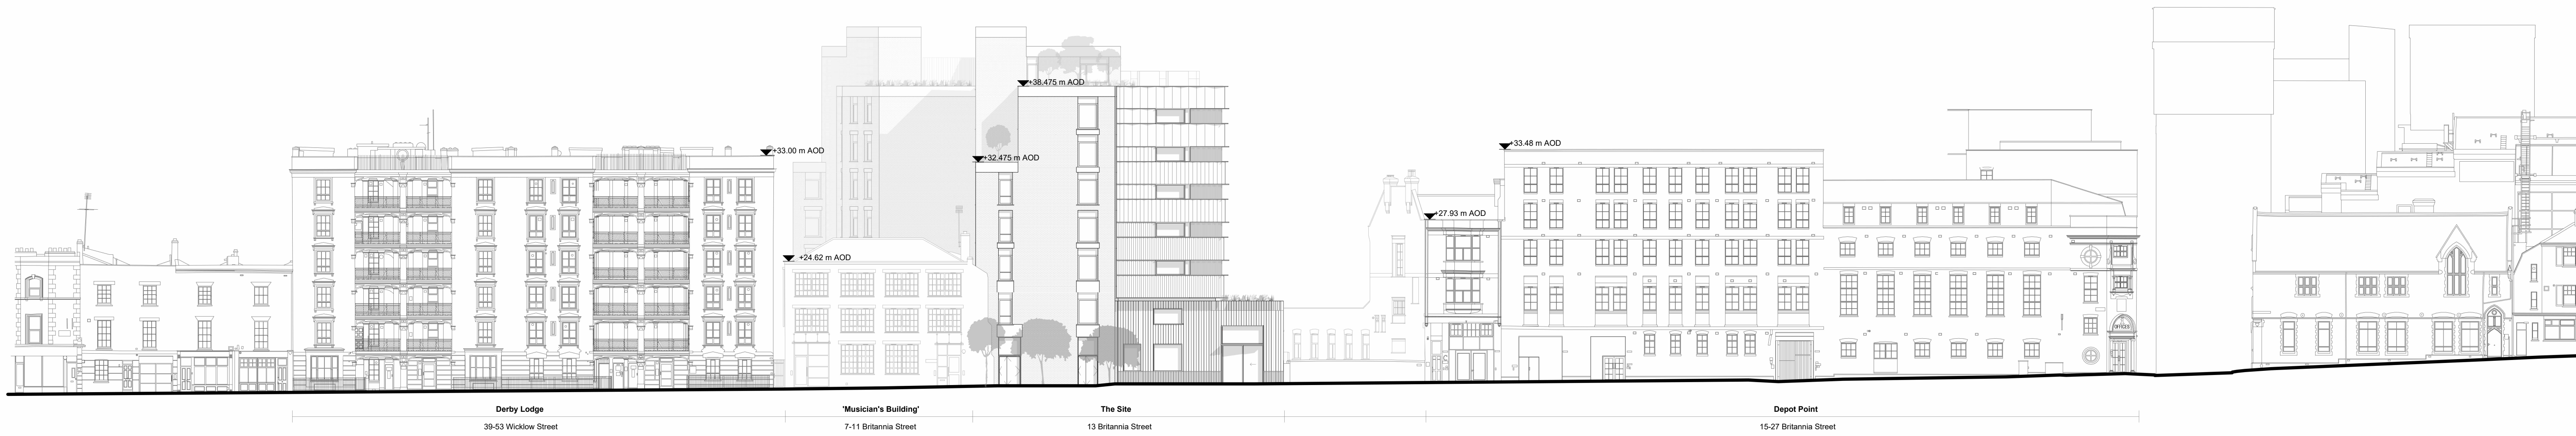 +38.475 m AOD
+33.48 m AOD
+33.00 m AOD
+32.475 m AOD
+27.93 m AOD
+24.62 m AOD
OFFICES
Derby Lodge
'Musician's Building'
The Site
Depot Point
39-53 Wicklow Street
7-11 Britannia Street
13 Britannia Street
15-27 Britannia Street